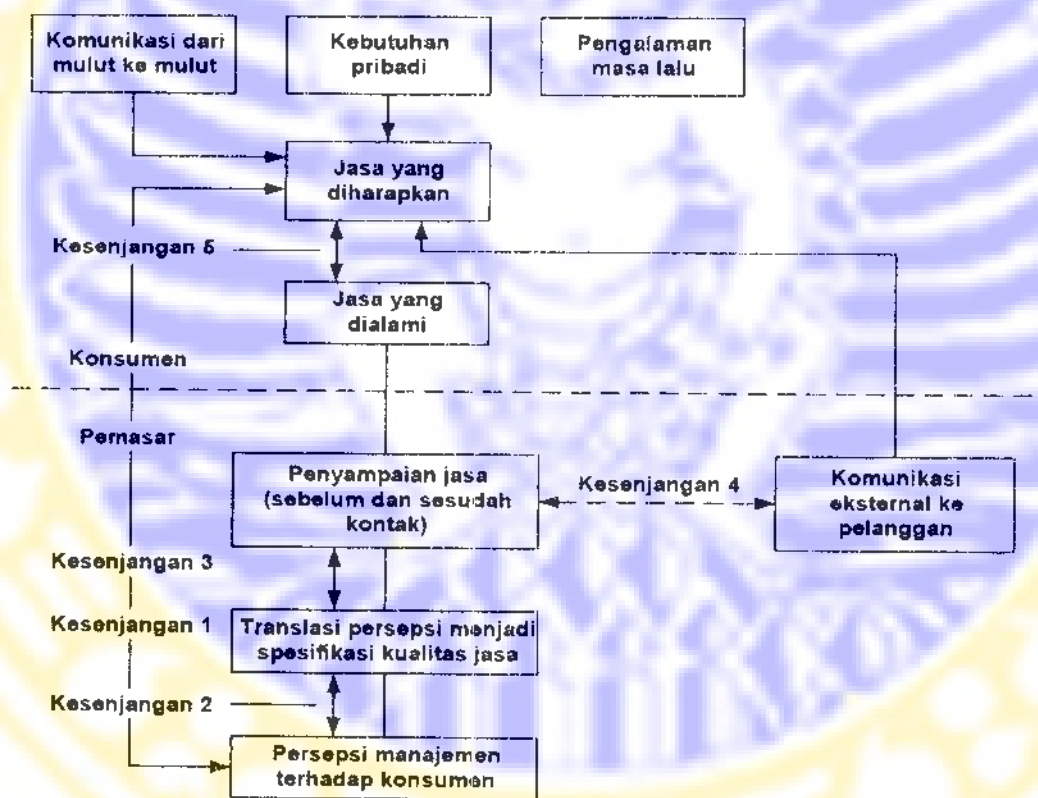 Komunikasi dari
mulut ke mulut
Kebutuhan
pribadi
Pengalaman
masa lalu
Jasa yang
diharapkan
Kesenjangan 5
Jasa yang
dialami
Konsumen
Pemasar
Penyampaian jasa
(sebelum dan sesudah
kontak)
Kesenjangan 4
Komunikasi
eksternal ke
pelanggan
Kesenjangan 3
Kesenjangan 1
Translasi persepsi menjadi
spesifikasi kualitas jasa
Kesenjangan 2
Persepsi manajemen
terhadap konsumen